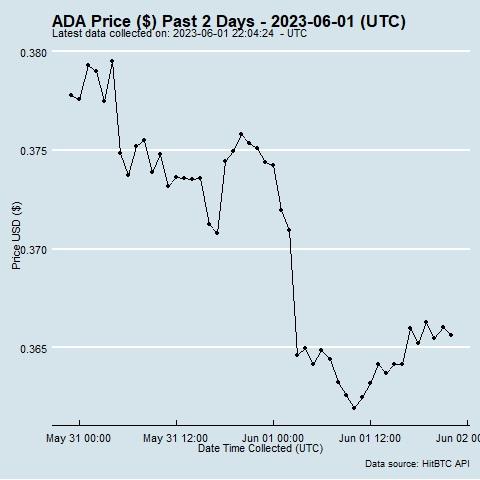 ADA Price ($) Past 2 Days - 2023-06-01 (UTC)
Latest data collected on: 2023-06-01 22:04:24  - UTC
0.380
0.375
0.370
0.365
Price USD ($)
May 31 00:00
May 31 12:00
Jun 01 00:00
Jun 01 12:00
Jun 02 0
Date Time Collected (UTC)
Data source: HitBTC API